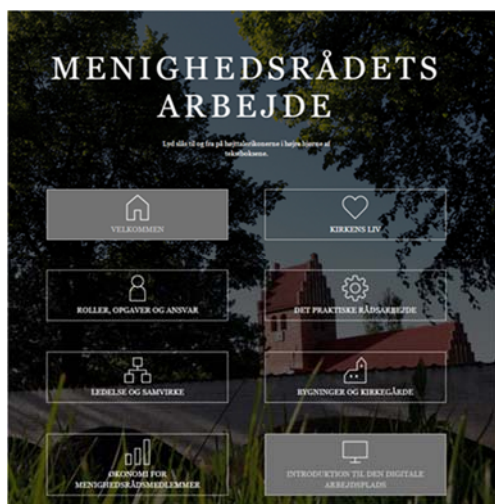 MENIGHEDSRÅDETS
ARBEJDE
Lyd slås til og fra på højttalerikonerne i højre hjørne af
tekstboksene.
VELKOMMEN
KIRKENS LIV
ROLLER, OPGAVER OG ANSVAR
DET PRAKTISKE RÅDSARBEJDE
LEDELSE OG SAMVIRKE
BYGNINGER OG KIRKEGÅRDE
ØKONOMI FOR
MENIGHEDSRÅDSMEDLEMMER
INTRODUKTION TIL DEN DIGITALE
ARBEJDSPLADS